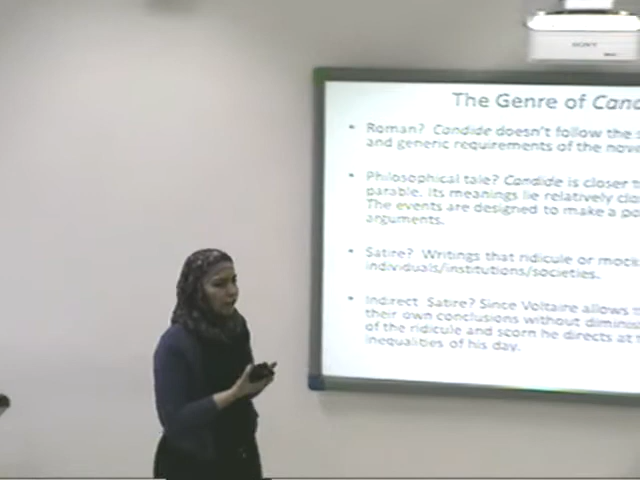 SONY
The Genre of Cand
• Roman? Candide doesn't follow the s
and generic requirements of the nove
• Philosophical tale? Candide is closer t
parable. Its meanings lie relatively clo
The events are designed to make a po
arguments.
• Satire? Writings that ridicule or mock
individuals/institutions/societies.
• Indirect Satire? Since Voltaire allows t
their own conclusions without diminis
of the ridicule and scorn he directs at t
inequalities of his day.